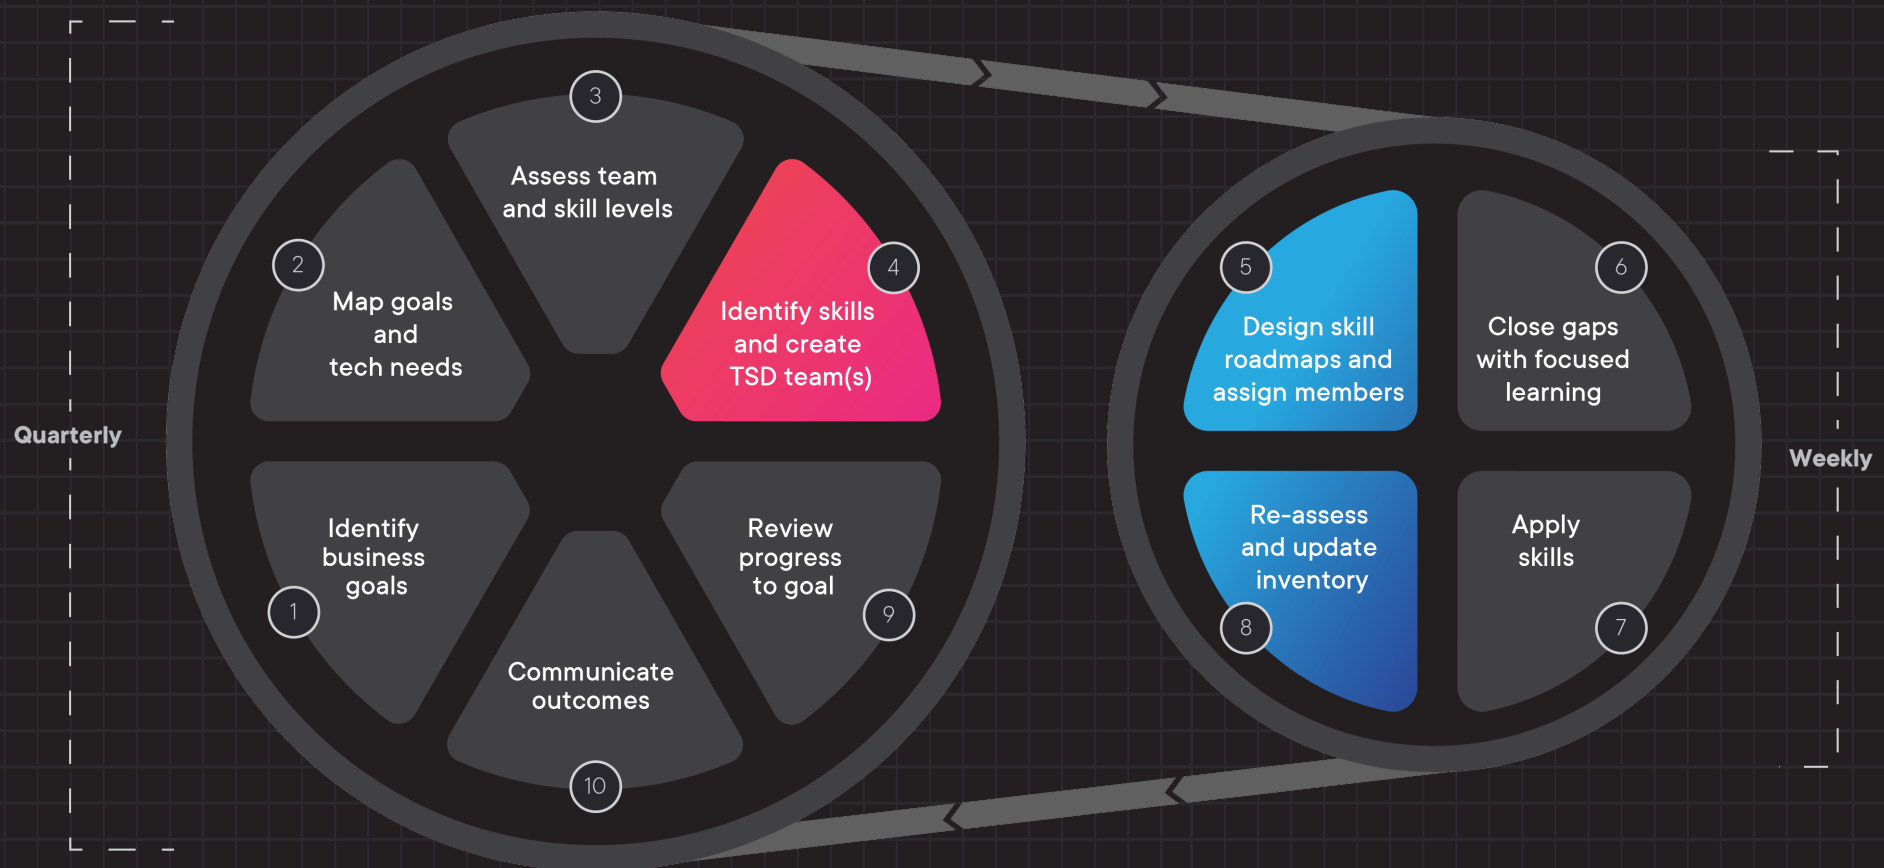 Quarterly
1
Identify
business
goals
2
Map goals
and
tech needs
3
Assess team
and skill levels
4
Identify skills
and create
TSD team(s)
5
Design skill
roadmaps and
assign members
6
Close gaps
with focused
learning
7
Apply
skills
8
Re-assess
and update
inventory
9
Review
progress
to goal
10
Communicate
outcomes
Weekly